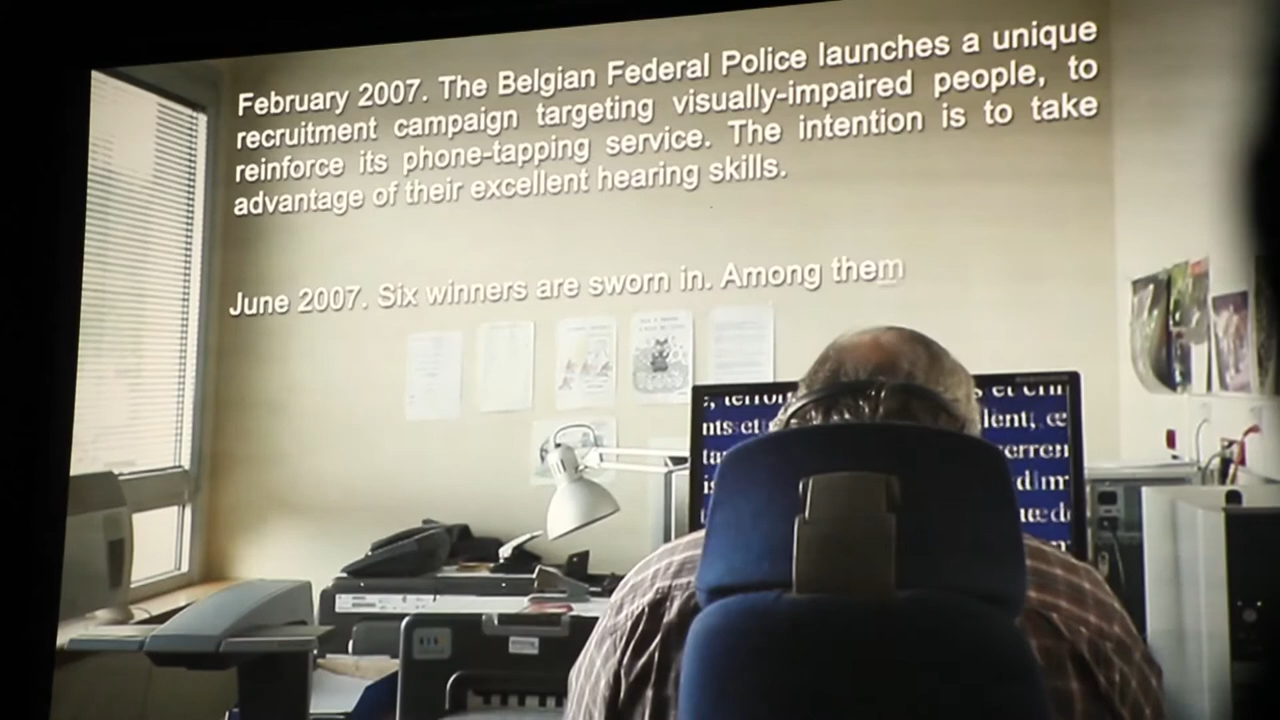 February 2007. The Belgian Federal Police launches a unique
recruitment campaign targeting visually-impaired people, to
reinforce its phone-tapping service. The intention is to take
advantage of their excellent hearing skills.
June 2007. Six winners are sworn in. Among them